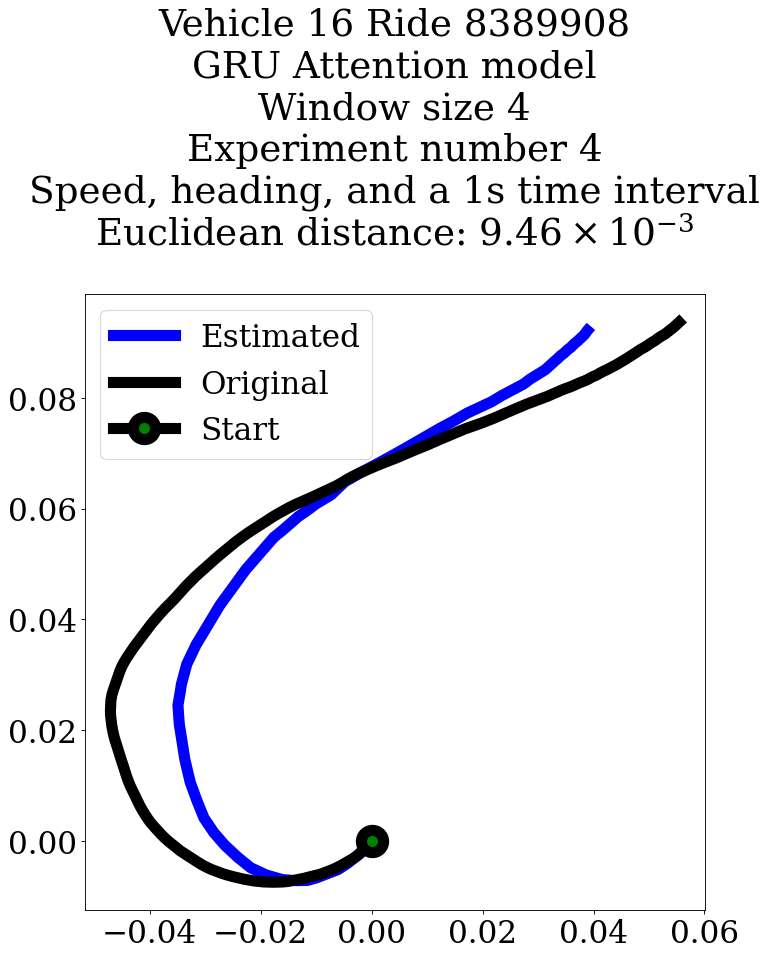 Vehicle 16 Ride 8389908
GRU Attention model
Window size 4
Experiment number 4
Speed, heading, and a 1s time interval
Euclidean distance: 9.46 × 10⁻³
Estimated
Original
Start
0.08
0.06
0.04
0.02
0.00
−0.04 −0.02 0.00 0.02 0.04 0.06